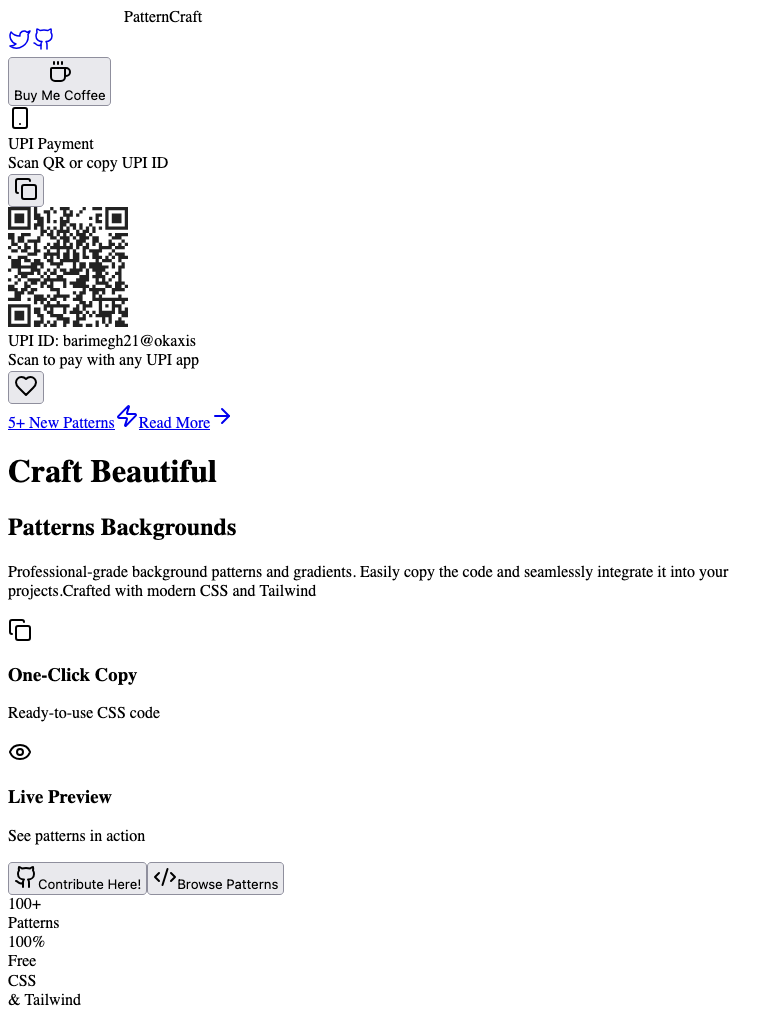 PatternCraft
Buy Me Coffee
UPI Payment
Scan QR or copy UPI ID
UPI ID: barimegh21@okaxis
Scan to pay with any UPI app
5+ New Patterns Read More
Craft Beautiful
Patterns Backgrounds
Professional-grade background patterns and gradients. Easily copy the code and seamlessly integrate it into your
projects.Crafted with modern CSS and Tailwind
One-Click Copy
Ready-to-use CSS code
Live Preview
See patterns in action
Contribute Here! Browse Patterns
100+
Patterns
100%
Free
CSS
& Tailwind